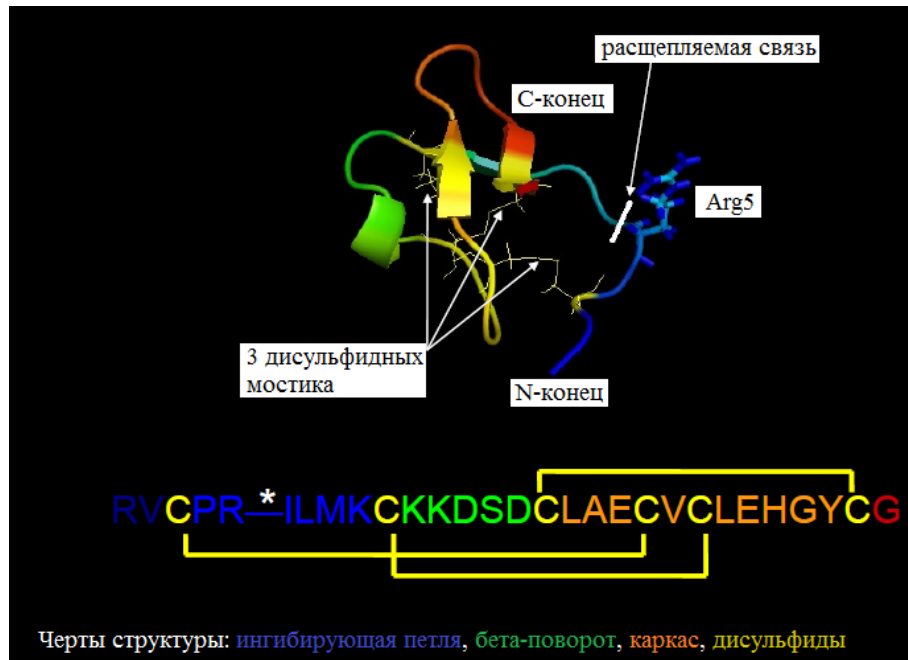 расщепляемая связь
C-конец
Arg5
3 дисульфидных
мостика
N-конец
RVCPR—*ILMKCKKDSDCLAECVCLEHGYCG
Черты структуры: ингибирующая петля, бета-поворот, каркас, дисульфиды